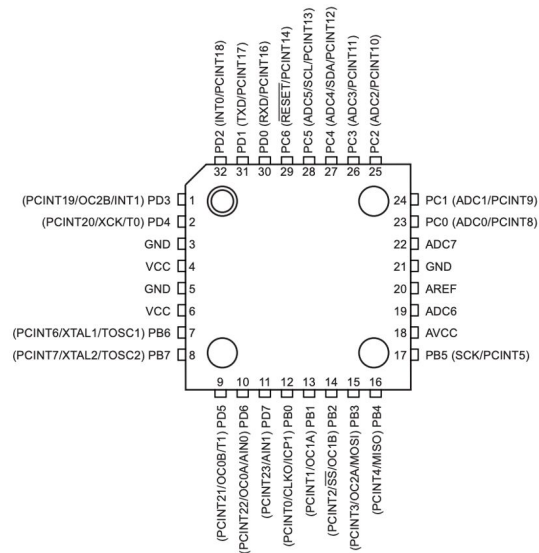 PD2 (INT0/PCINT18)
PD1 (TXD/PCINT17)
PD0 (RXD/PCINT16)
PC6 (RESET/PCINT14)
PC5 (ADC5/SCL/PCINT13)
PC4 (ADC4/SDA/PCINT12)
PC3 (ADC3/PCINT11)
PC2 (ADC2/PCINT10)
32 31 30 29 28 27 26 25
(PCINT19/OC2B/INT1) PD3 1
(PCINT20/XCK/T0) PD4 2
GND 3
VCC 4
GND 5
VCC 6
(PCINT6/XTAL1/TOSC1) PB6 7
(PCINT7/XTAL2/TOSC2) PB7 8
24 PC1 (ADC1/PCINT9)
23 PC0 (ADC0/PCINT8)
22 ADC7
21 GND
20 AREF
19 ADC6
18 AVCC
17 PB5 (SCK/PCINT5)
9 10 11 12 13 14 15 16
(PCINT21/OC0B/T1) PD5
(PCINT22/OC0A/AIN0) PD6
(PCINT23/AIN1) PD7
(PCINT0/CLKO/ICP1) PB0
(PCINT1/OC1A) PB1
(PCINT2/SS/OC1B) PB2
(PCINT3/OC2A/MOSI) PB3
(PCINT4/MISO) PB4